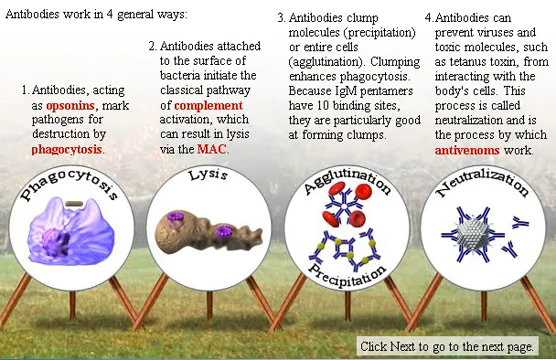 Antibodies work in 4 general ways:
1. Antibodies, acting
as opsonins, mark
pathogens for
destruction by
phagocytosis.
2. Antibodies attached
to the surface of
bacteria initiate the
classical pathway
of complement
activation, which
can result in lysis
via the MAC.
3. Antibodies clump
molecules (precipitation)
or entire cells
(agglutination). Clumping
enhances phagocytosis.
Because IgM pentamers
have 10 binding sites,
they are particularly good
at forming clumps.
4. Antibodies can
prevent viruses and
toxic molecules, such
as tetanus toxin, from
interacting with the
body's cells. This
process is called
neutralization and is
the process by which
antivenoms work.
Phagocytosis
Lysis
Agglutination
Precipitation
Neutralization
Click Next to go to the next page.